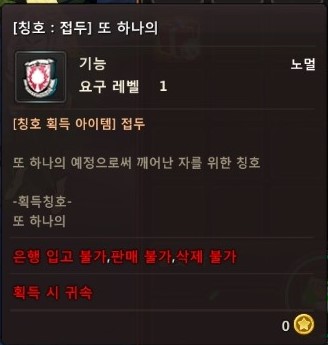 [칭호 : 접두] 또 하나의
기능 노멀
요구 레벨 1
[칭호 획득 아이템] 접두
또 하나의 예정으로써 깨어난 자를 위한 칭호
-획득칭호-
또 하나의
은행 입고 불가,판매 불가,삭제 불가
획득 시 귀속
0